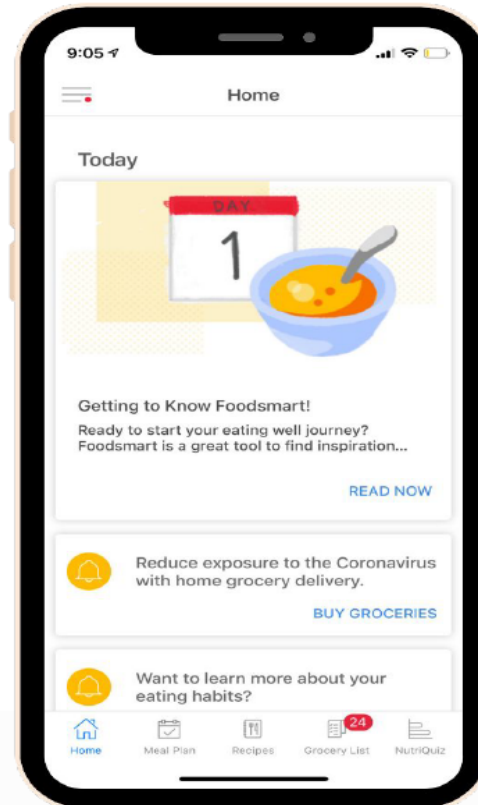 9:05
Home
Today
DAY
1
Getting to Know Foodsmart!
Ready to start your eating well journey?
Foodsmart is a great tool to find inspiration...
READ NOW
Reduce exposure to the Coronavirus
with home grocery delivery.
BUY GROCERIES
Want to learn more about your
eating habits?
Home Meal Plan Recipes Grocery List 24 NutriQuiz